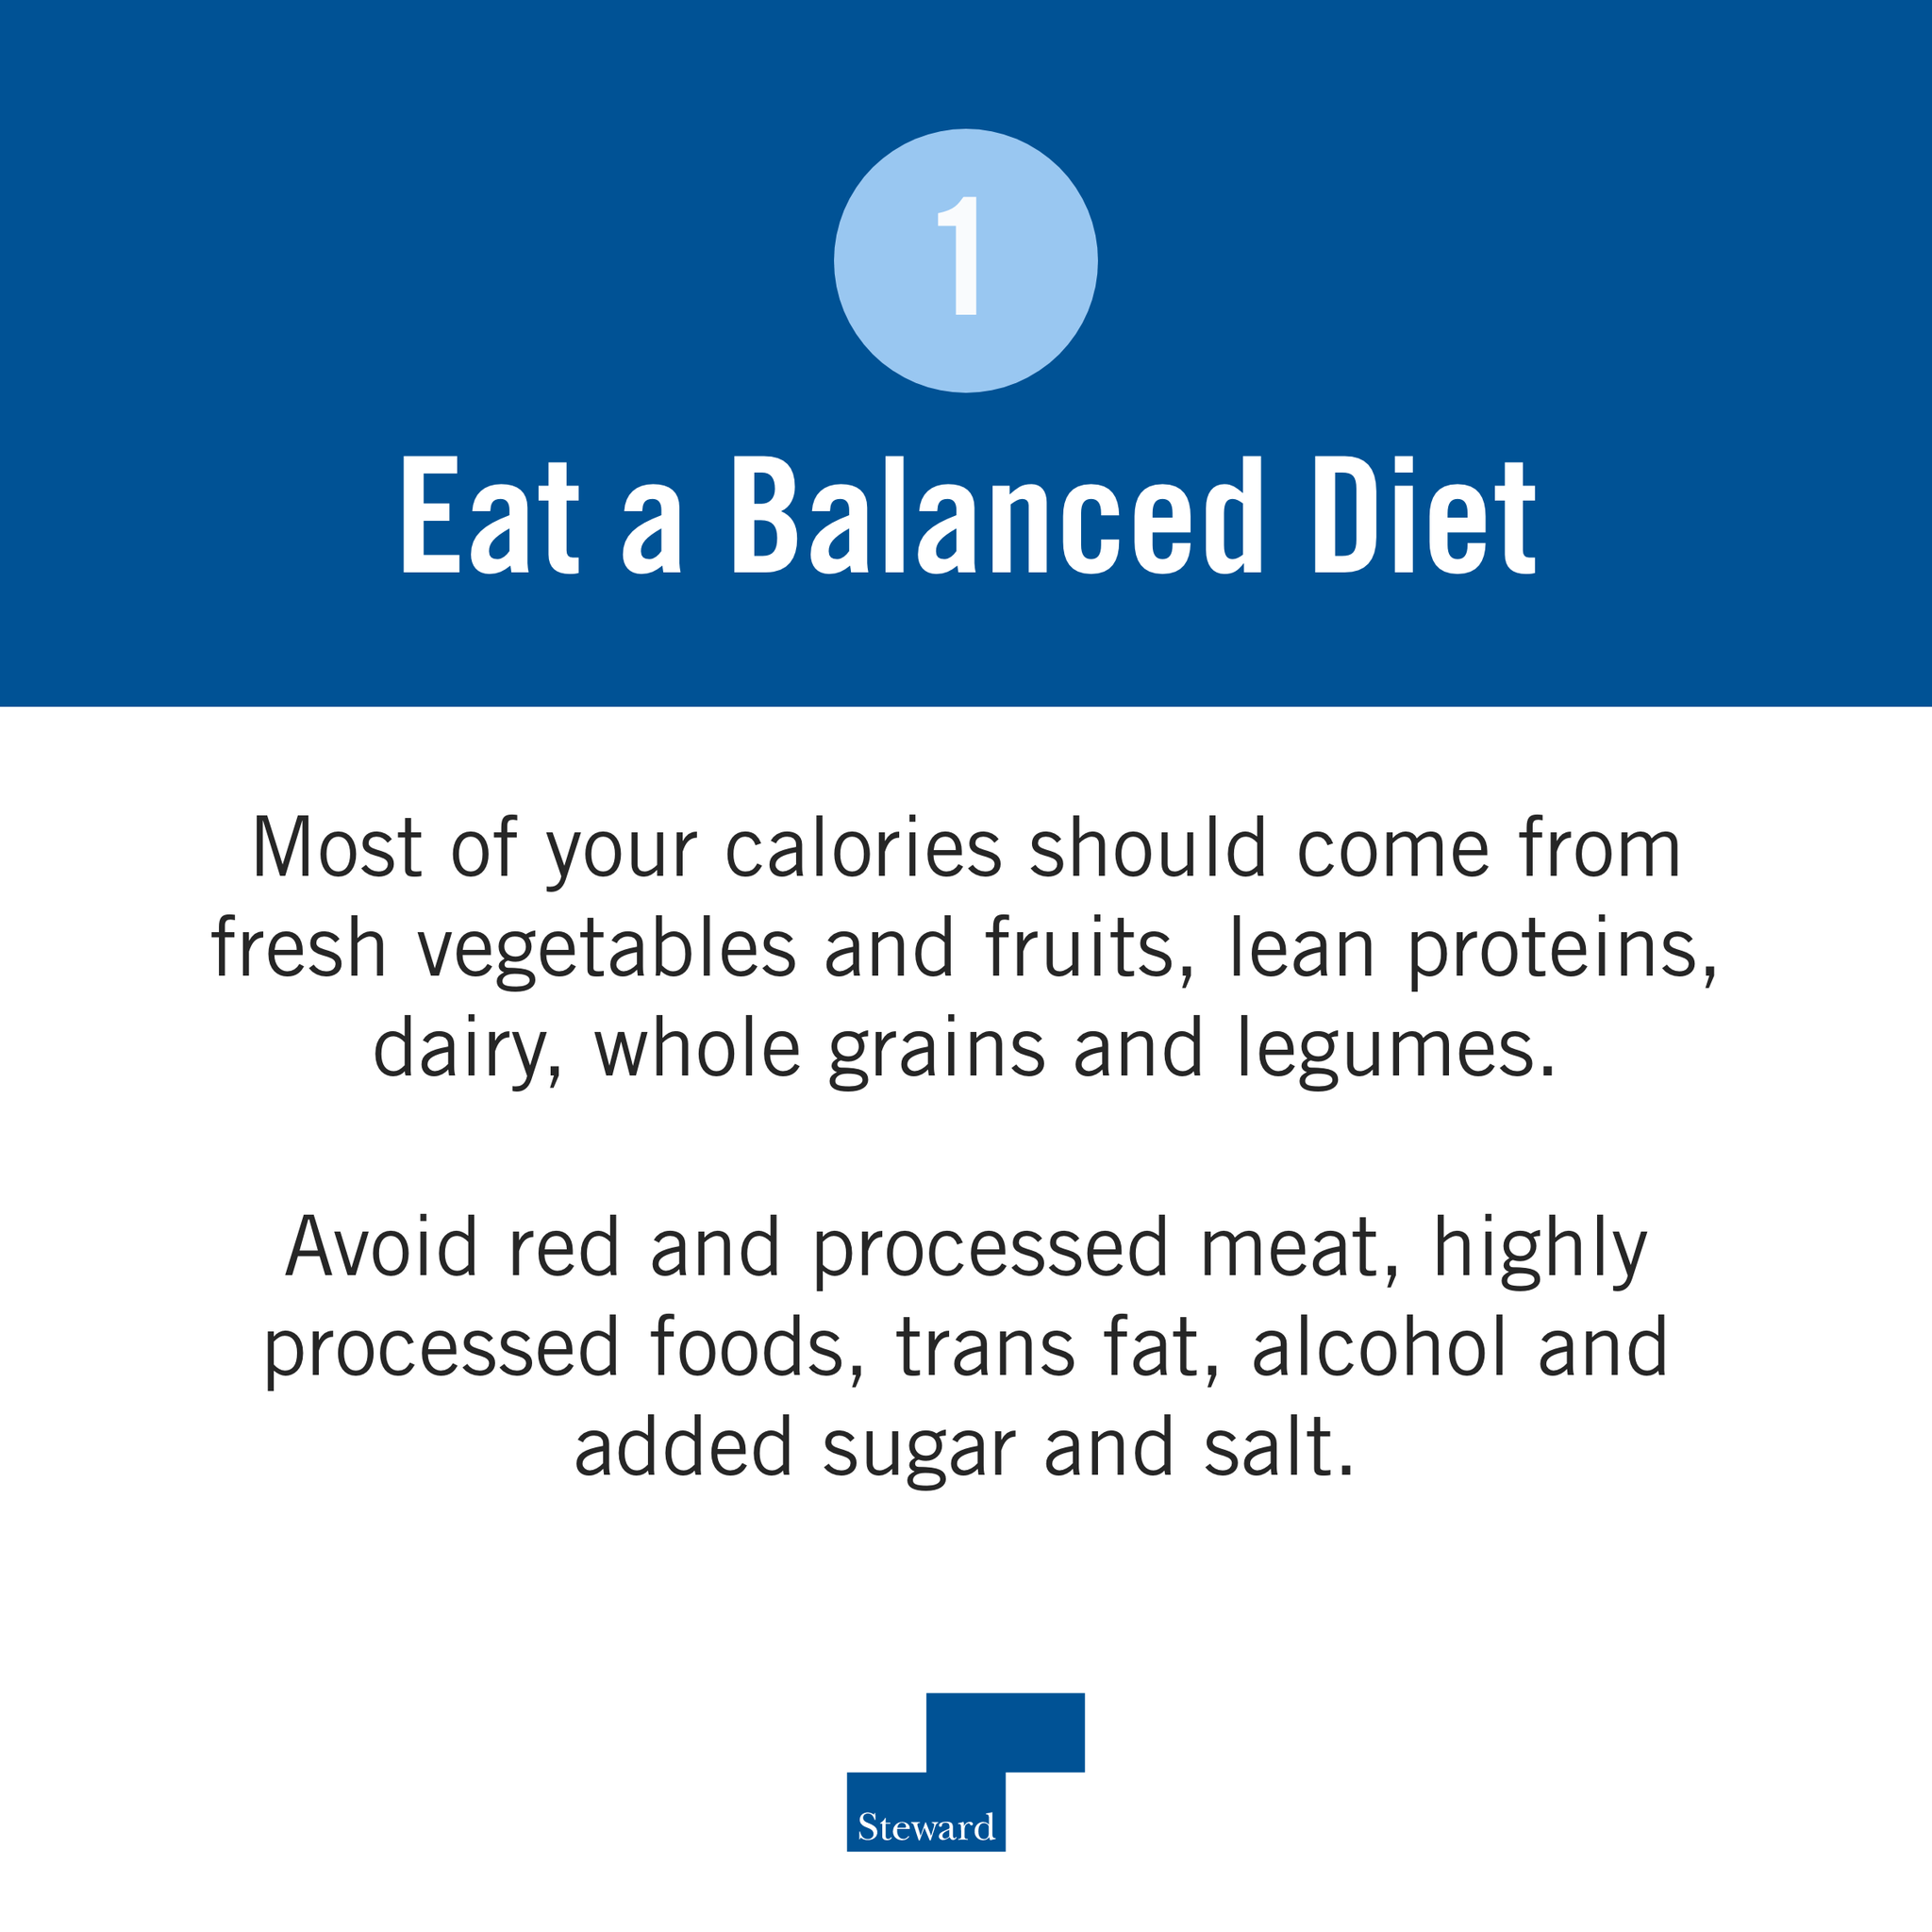 1
Eat a Balanced Diet
Most of your calories should come from
fresh vegetables and fruits, lean proteins,
dairy, whole grains and legumes.
Avoid red and processed meat, highly
processed foods, trans fat, alcohol and
added sugar and salt.
Steward